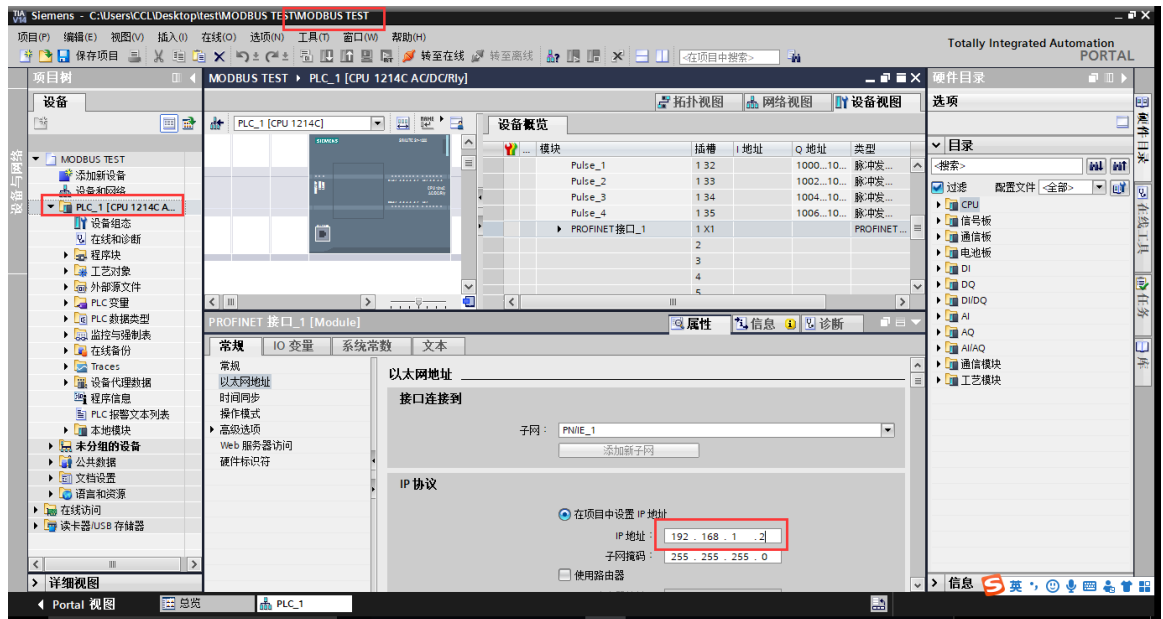 Siemens - C:\Users\CCL\Desktop\test\MODBUS TEST\MODBUS TEST
项目(P) 编辑(E) 视图(V) 插入(I) 在线(O) 选项(N) 工具(T) 窗口(W) 帮助(H)
Totally Integrated Automation
PORTAL
保存项目 转至在线 转至离线 <在项目中搜索>
项目树
MODBUS TEST ▸ PLC_1 [CPU 1214C AC/DC/Rly]
硬件目录
设备
拓扑视图 网络视图 设备视图
选项
PLC_1 [CPU 1214C]
设备概览
SIEMENS
... 模块 插槽 I 地址 Q 地址 类型
Pulse_1 1 32 1000...10... 脉冲发...
Pulse_2 1 33 1002...10... 脉冲发...
Pulse_3 1 34 1004...10... 脉冲发...
Pulse_4 1 35 1006...10... 脉冲发...
PROFINET接口_1 1 X1 PROFINET...
2
3
4
5
MODBUS TEST
添加新设备
设备和网络
PLC_1 [CPU 1214C A...
设备组态
在线和诊断
程序块
工艺对象
外部源文件
PLC 变量
PLC 数据类型
监控与强制表
在线备份
Traces
设备代理数据
程序信息
PLC 报警文本列表
本地模块
未分组的设备
公共数据
文档设置
语言和资源
在线访问
读卡器/USB 存储器
详细视图
设备与网络
PROFINET 接口_1 [Module]
属性 信息 诊断
常规 IO 变量 系统常数 文本
常规
以太网地址
时间同步
操作模式
高级选项
Web 服务器访问
硬件标识符
以太网地址
接口连接到
子网： PN/IE_1
添加新子网
IP 协议
在项目中设置 IP 地址
IP 地址： 192 . 168 . 1 . 2
子网掩码： 255 . 255 . 255 . 0
使用路由器
目录
<搜索>
过滤 配置文件 <全部>
CPU
信号板
通信板
电池板
DI
DQ
DI/DQ
AI
AQ
AI/AQ
通信模块
工艺模块
信息
英
硬件目录
在线工具
任务
库
Portal 视图 总览 PLC_1